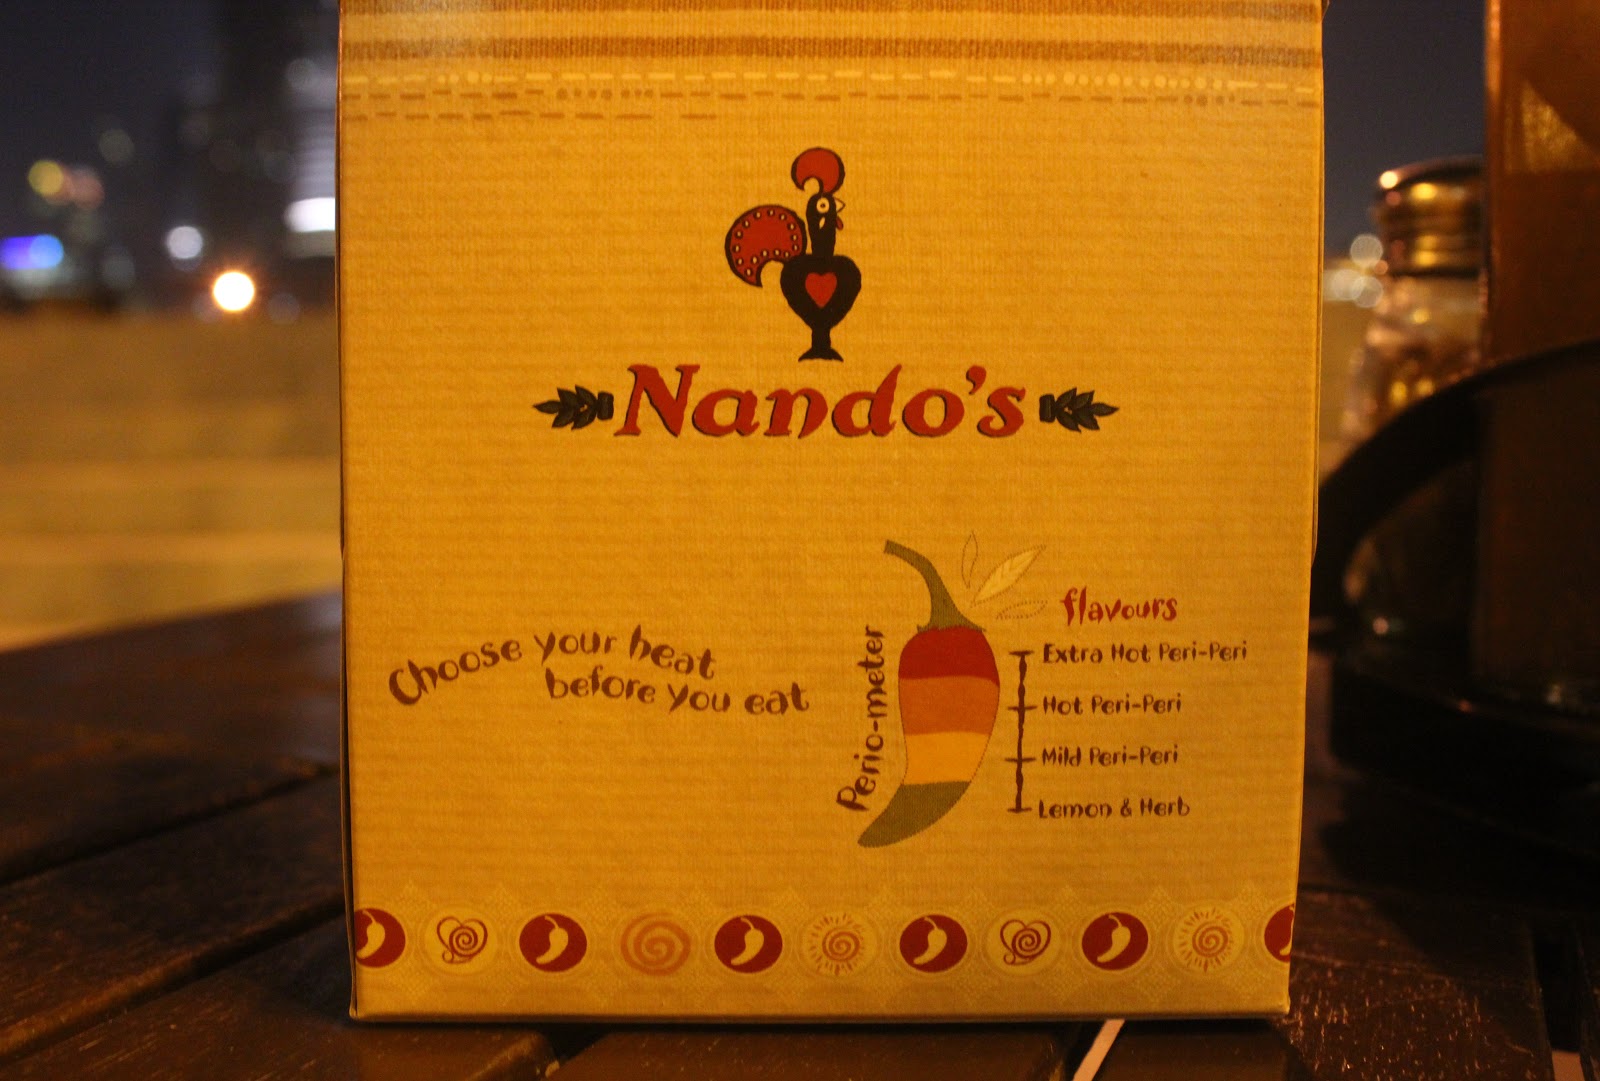 Nando's
Choose your heat
before you eat
Perio-meter
flavours
Extra Hot Peri-Peri
Hot Peri-Peri
Mild Peri-Peri
Lemon & Herb